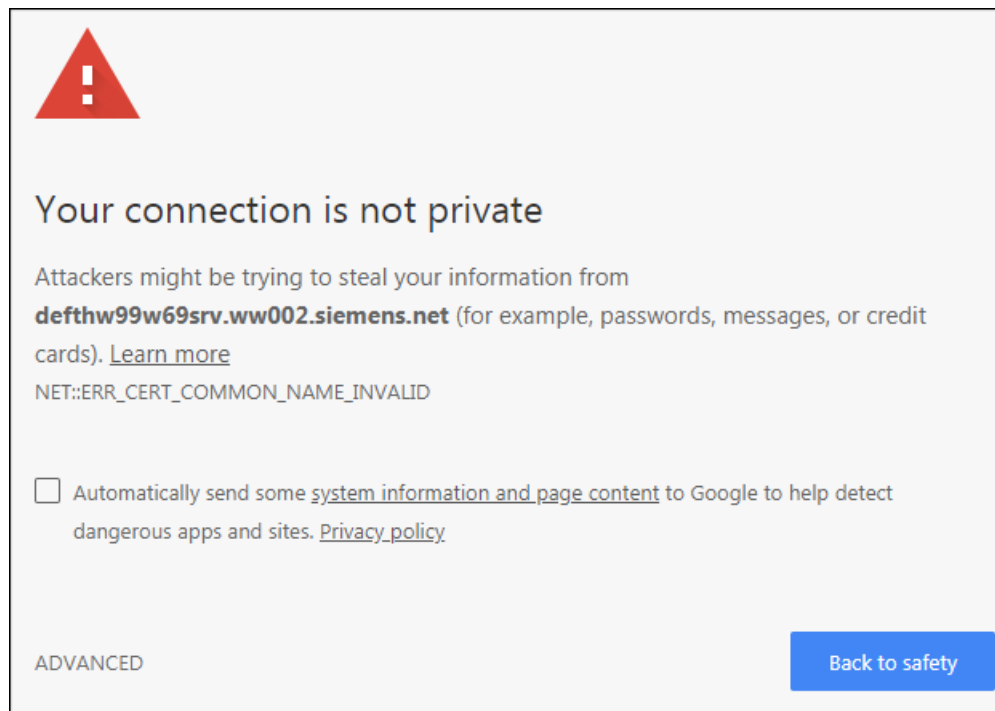 Your connection is not private
Attackers might be trying to steal your information from
defthw99w69srv.ww002.siemens.net (for example, passwords, messages, or credit
cards). Learn more
NET::ERR_CERT_COMMON_NAME_INVALID
Automatically send some system information and page content to Google to help detect
dangerous apps and sites. Privacy policy
ADVANCED
Back to safety